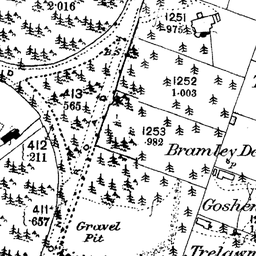 2·016
1251
·975
B.S.
413
·565
1252
1·003
1253
·982
412
·211
Bramley De
Goshen
411
·657
Gravel
Pit
Trelawn